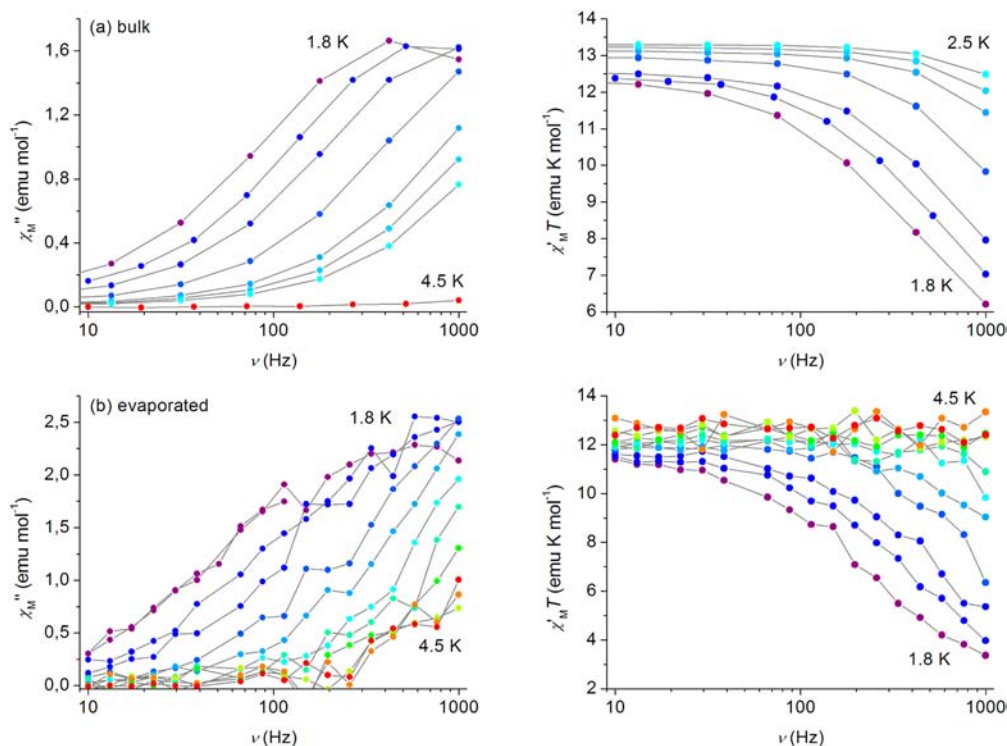 (a) bulk
1.8 K
4.5 K
1,6
1,2
0,8
0,4
0,0
χM'' (emu mol⁻¹)
10
100
1000
ν (Hz)
2.5 K
1.8 K
14
13
12
11
10
9
8
7
6
χ'MT (emu K mol⁻¹)
10
100
1000
ν (Hz)
(b) evaporated
1.8 K
4.5 K
2,5
2,0
1,5
1,0
0,5
0,0
χM'' (emu mol⁻¹)
10
100
1000
ν (Hz)
4.5 K
1.8 K
14
12
10
8
6
4
2
χ'MT (emu K mol⁻¹)
10
100
1000
ν (Hz)